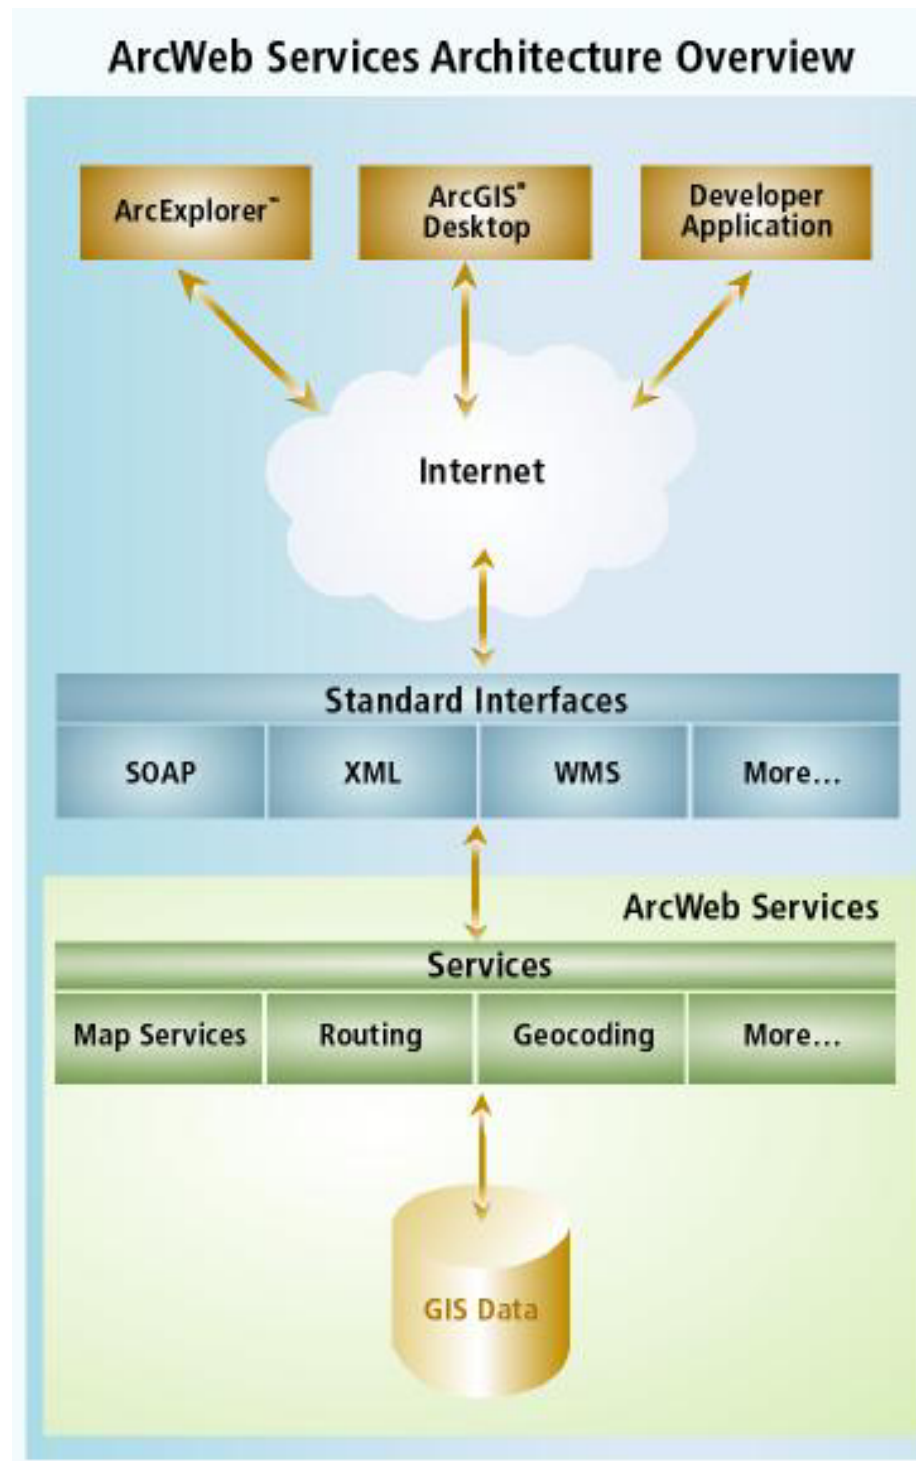 ArcWeb Services Architecture Overview
ArcExplorer™
ArcGIS®
Desktop
Developer
Application
Internet
Standard Interfaces
SOAP
XML
WMS
More...
ArcWeb Services
Services
Map Services
Routing
Geocoding
More...
GIS Data